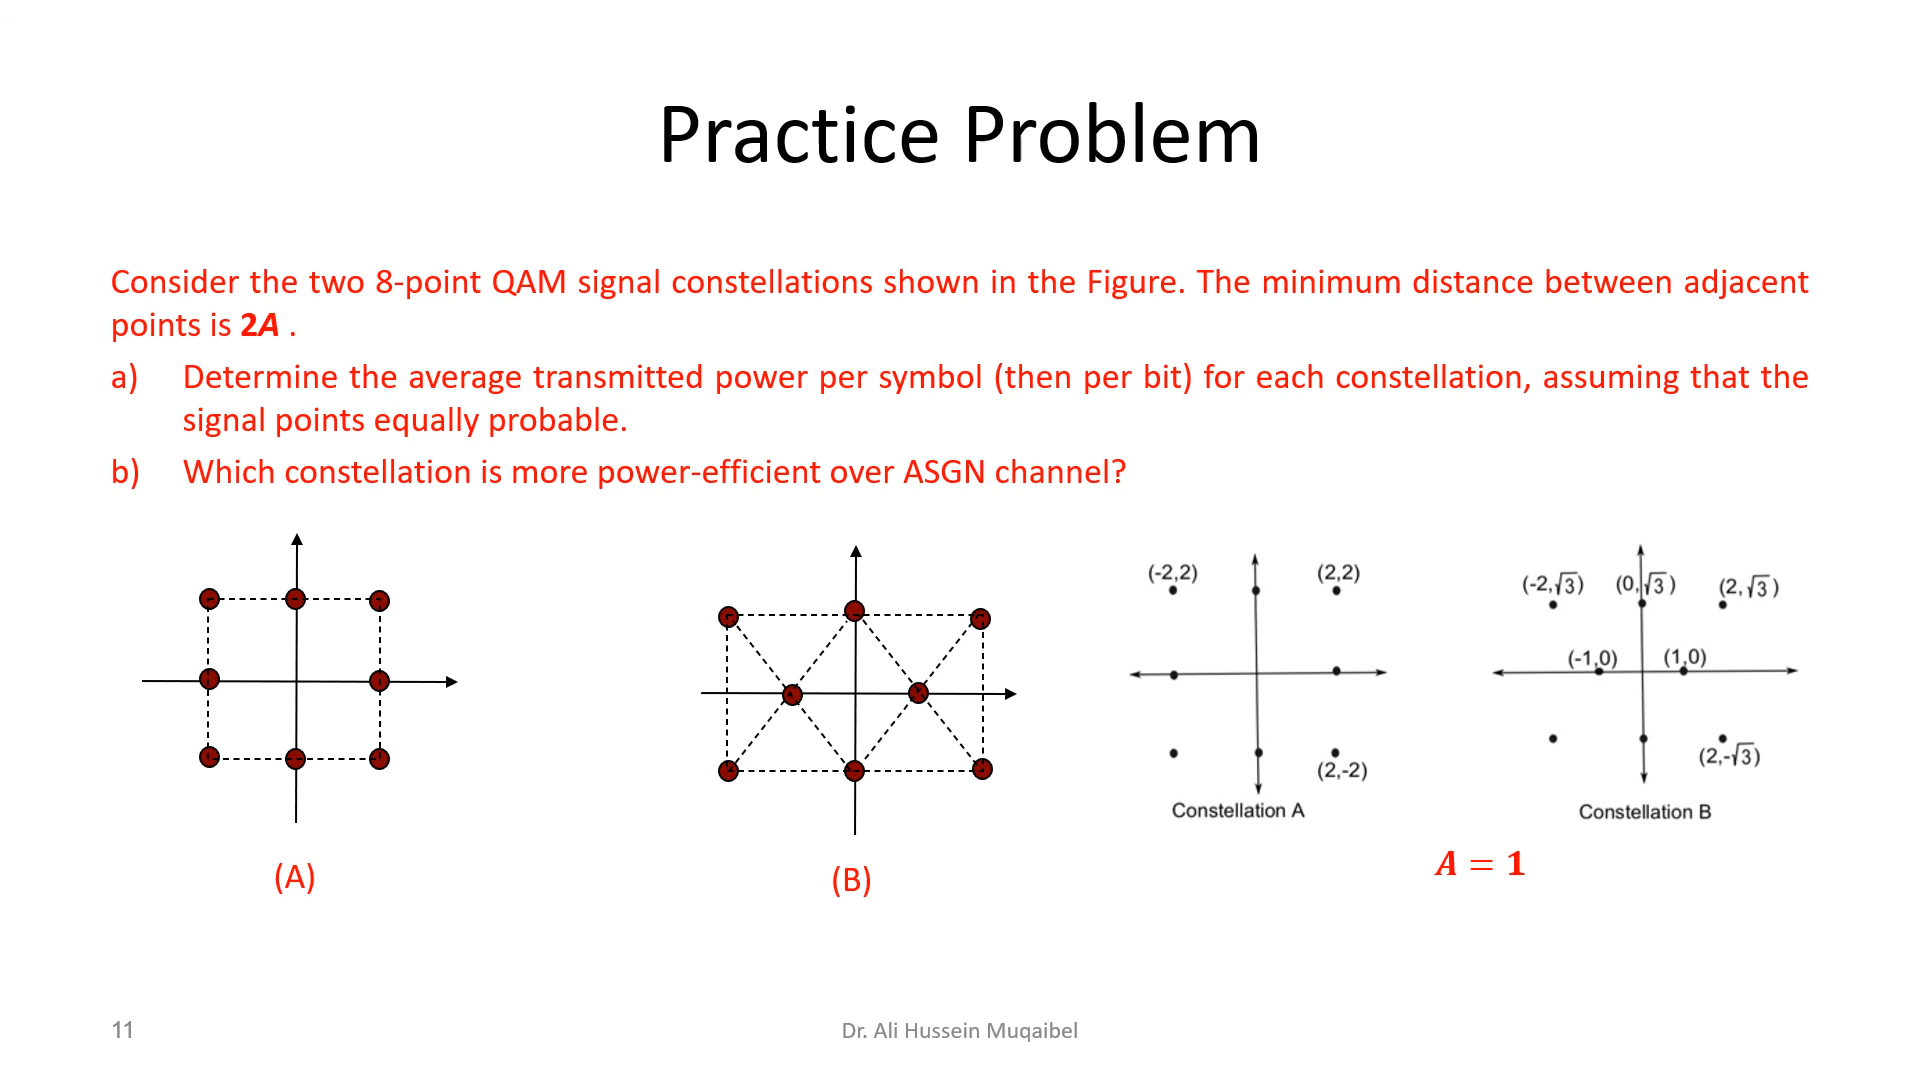 Practice Problem
Consider the two 8-point QAM signal constellations shown in the Figure. The minimum distance between adjacent
points is 2A .
a) Determine the average transmitted power per symbol (then per bit) for each constellation, assuming that the
signal points equally probable.
b) Which constellation is more power-efficient over ASGN channel?
(A)
(B)
(-2,2) (2,2)
(2,-2)
Constellation A
(-2,√3) (0,√3) (2,√3)
(-1,0) (1,0)
(2,-√3)
Constellation B
A = 1
11
Dr. Ali Hussein Muqaibel